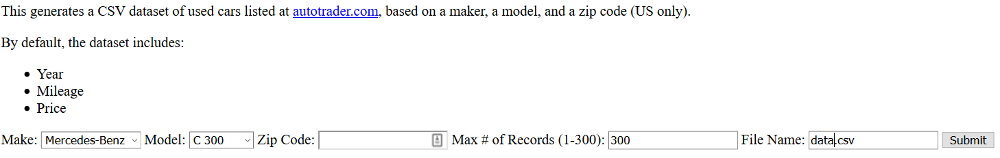 This generates a CSV dataset of used cars listed at autotrader.com, based on a maker, a model, and a zip code (US only).
By default, the dataset includes:
• Year
• Mileage
• Price
Make: Mercedes-Benz Model: C 300 Zip Code: Max # of Records (1-300): 300 File Name: data.csv Submit